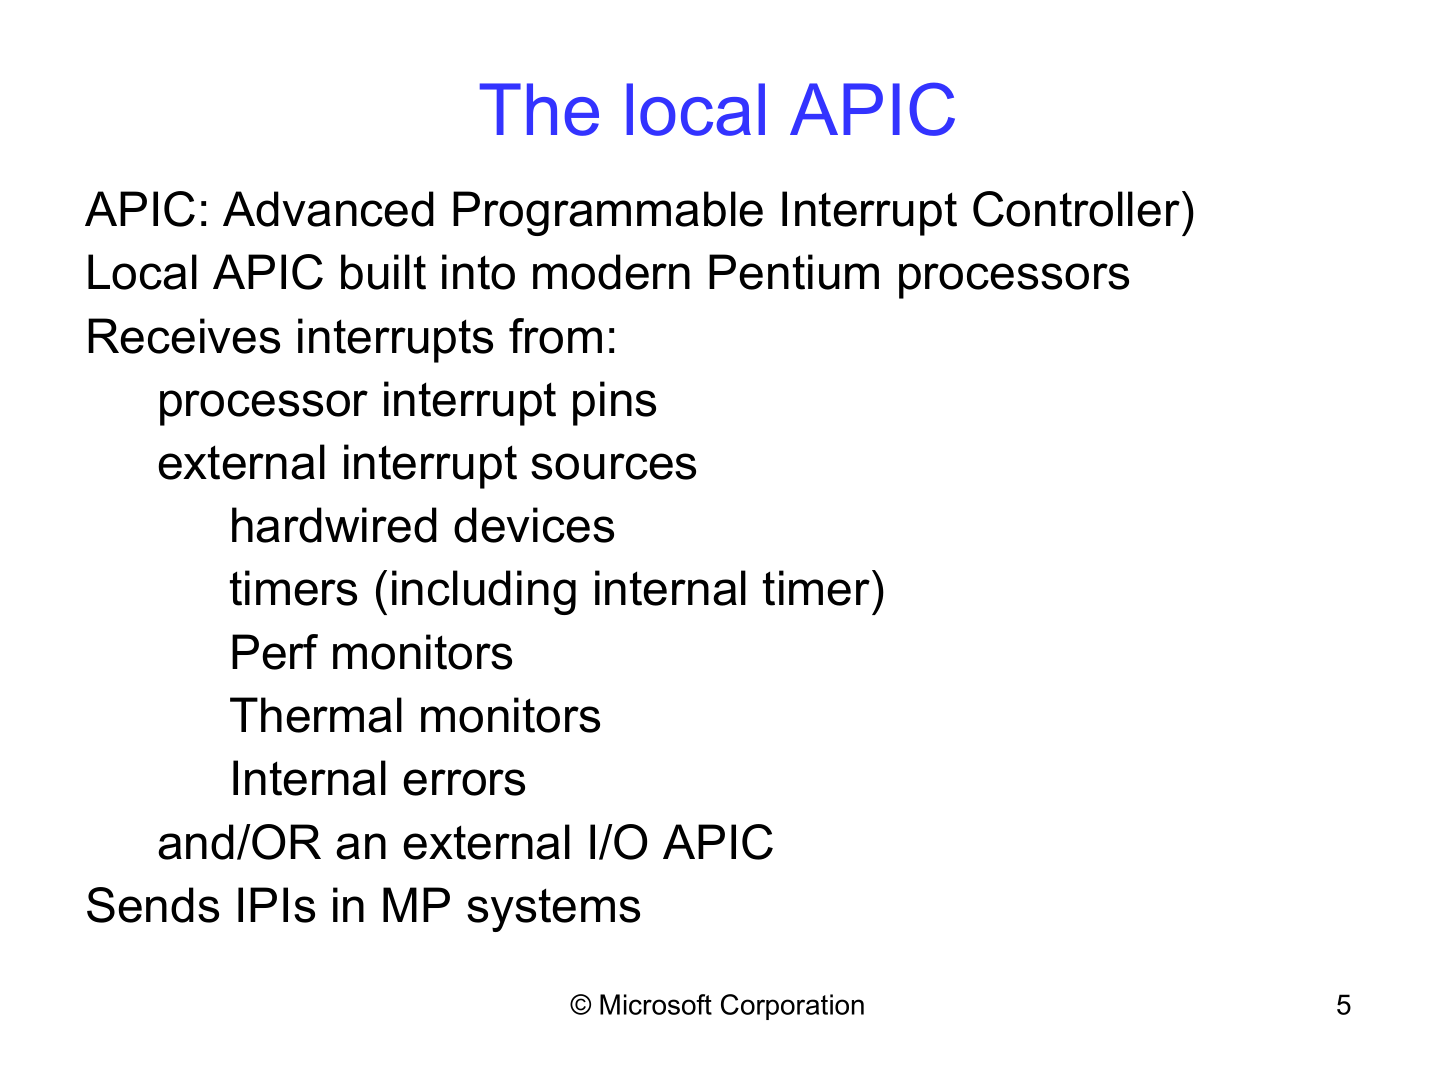 The local APIC
APIC: Advanced Programmable Interrupt Controller)
Local APIC built into modern Pentium processors
Receives interrupts from:
processor interrupt pins
external interrupt sources
hardwired devices
timers (including internal timer)
Perf monitors
Thermal monitors
Internal errors
and/OR an external I/O APIC
Sends IPIs in MP systems
© Microsoft Corporation
5